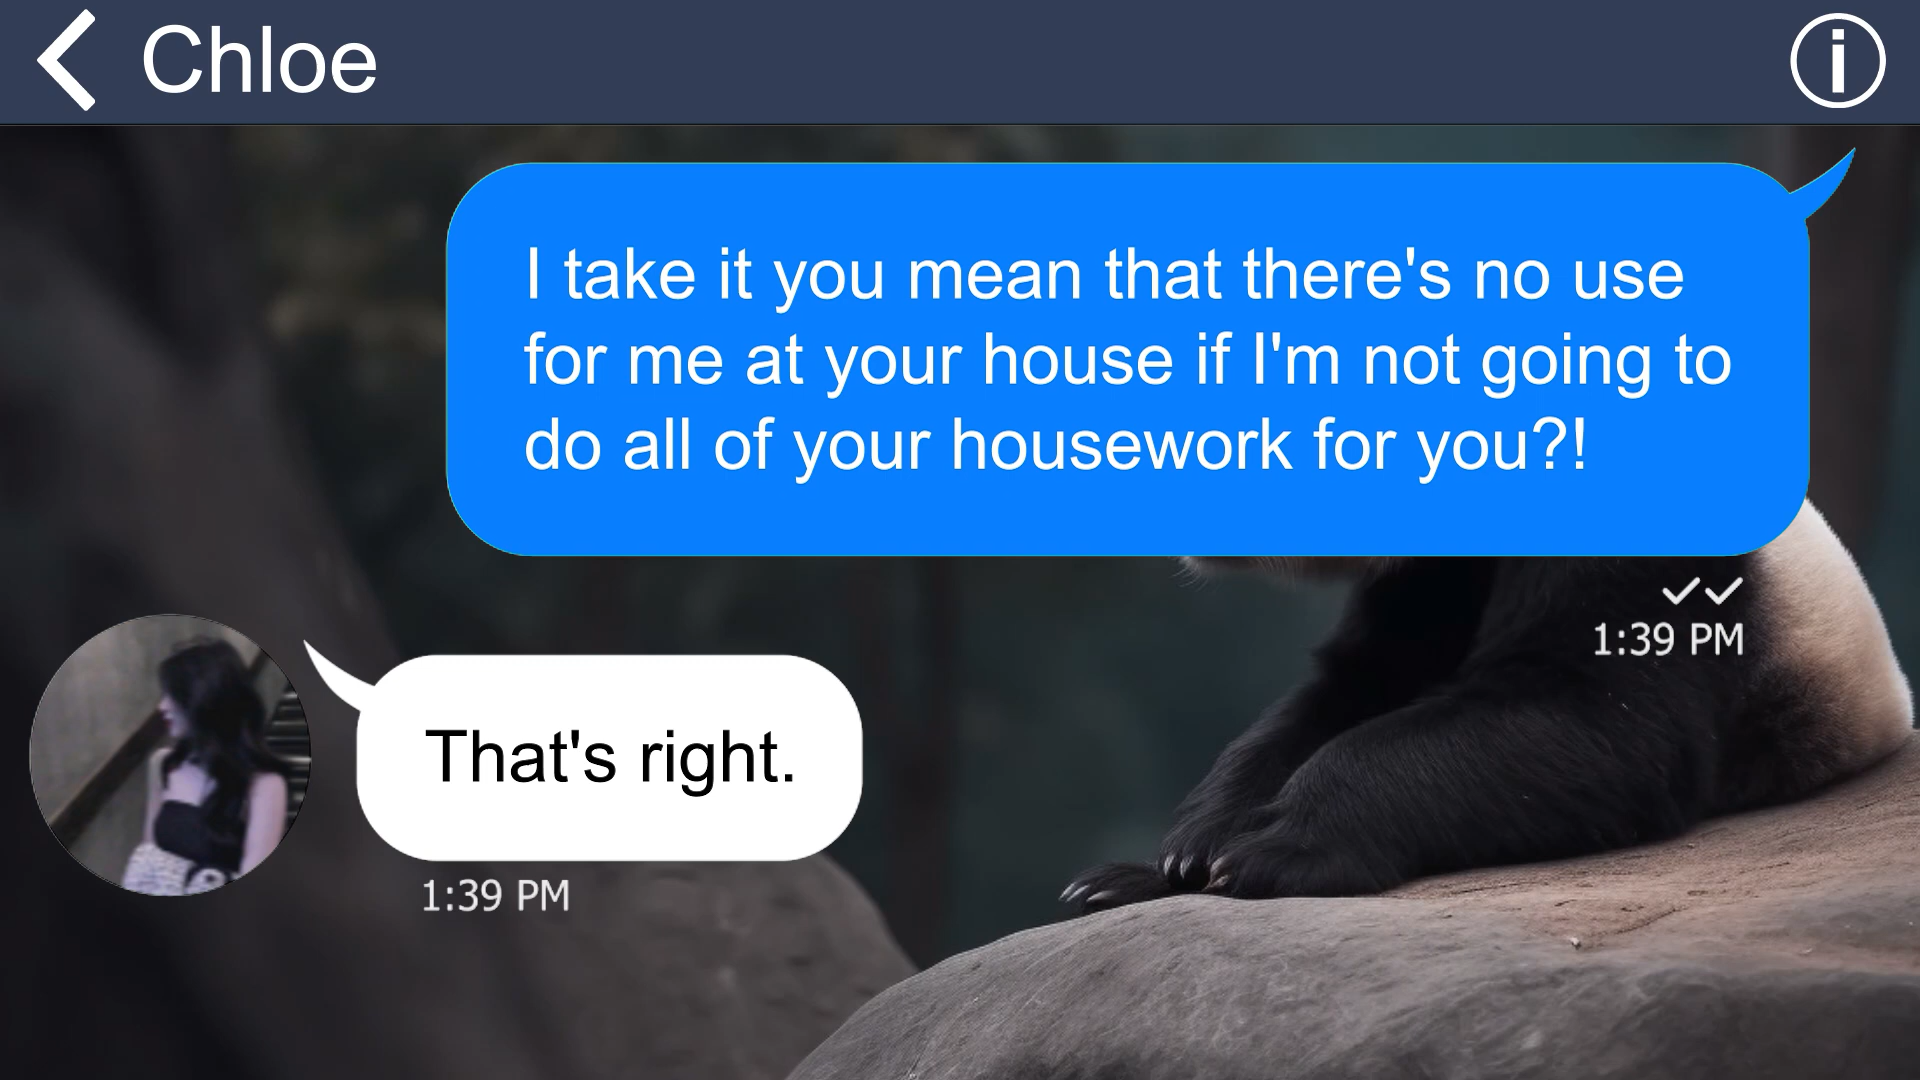 Chloe
I take it you mean that there's no use
for me at your house if I'm not going to
do all of your housework for you?!
1:39 PM
That's right.
1:39 PM